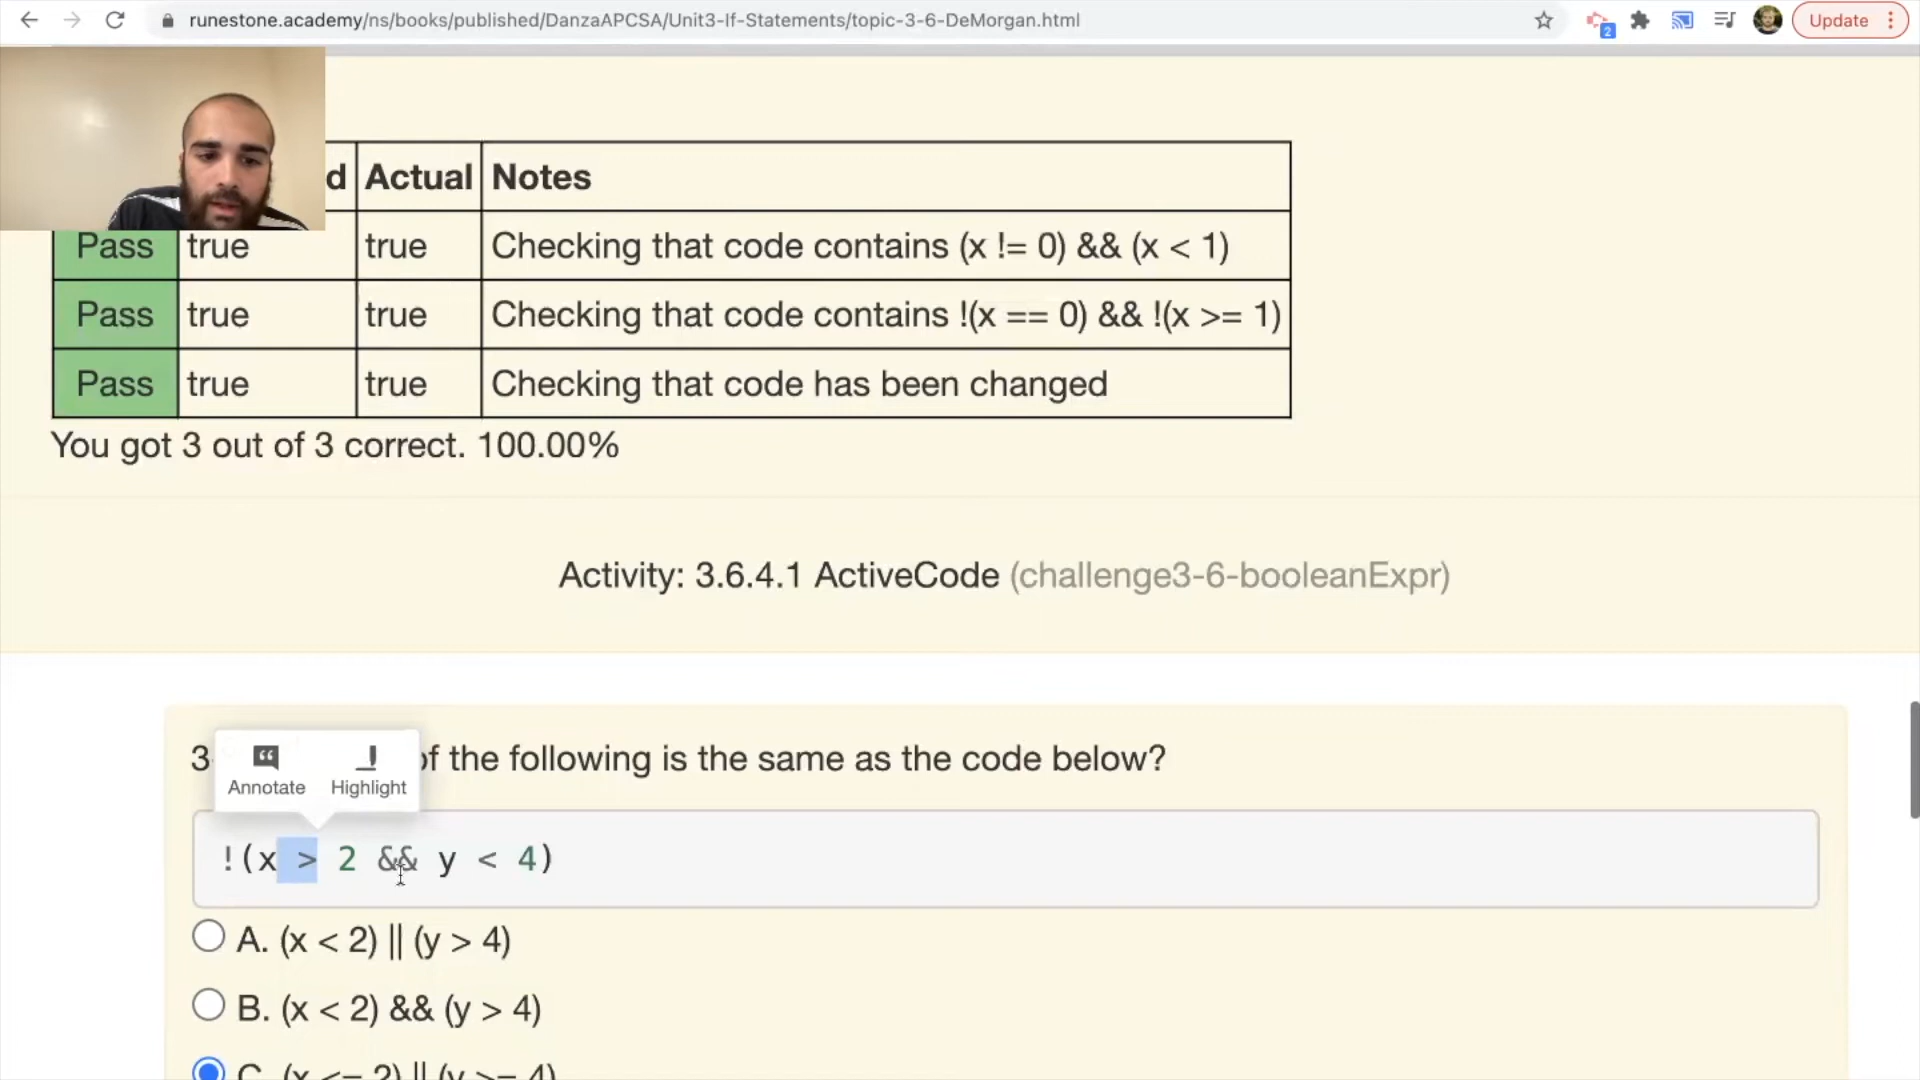 runestone.academy/ns/books/published/DanzaAPCSA/Unit3-If-Statements/topic-3-6-DeMorgan.html
2
Update
d Actual Notes
Pass true true Checking that code contains (x != 0) && (x < 1)
Pass true true Checking that code contains !(x == 0) && !(x >= 1)
Pass true true Checking that code has been changed
You got 3 out of 3 correct. 100.00%
Activity: 3.6.4.1 ActiveCode (challenge3-6-booleanExpr)
3 of the following is the same as the code below?
Annotate Highlight
!(x > 2 && y < 4)
A. (x < 2) || (y > 4)
B. (x < 2) && (y > 4)
C. (x <= 2) || (y >= 4)